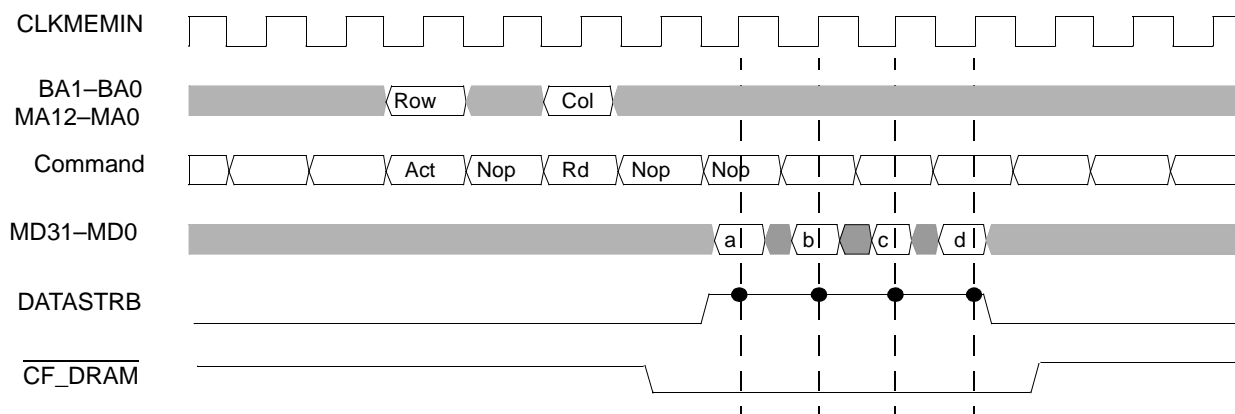 CLKMEMIN
BA1–BA0
MA12–MA0
Row Col
Command
Act Nop Rd Nop Nop
MD31–MD0
a b c d
DATASTRB
CF_DRAM